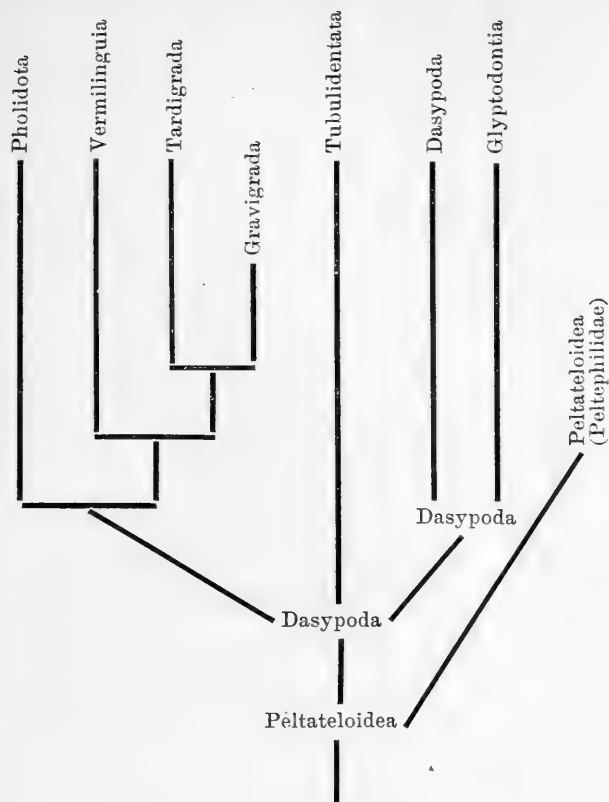 Pholidota
Vermilinguia
Tardigrada
Gravigrada
Tubulidentata
Dasypoda
Glyptodontia
Peltateloidea
(Peltephilidae)
Dasypoda
Dasypoda
Peltateloidea